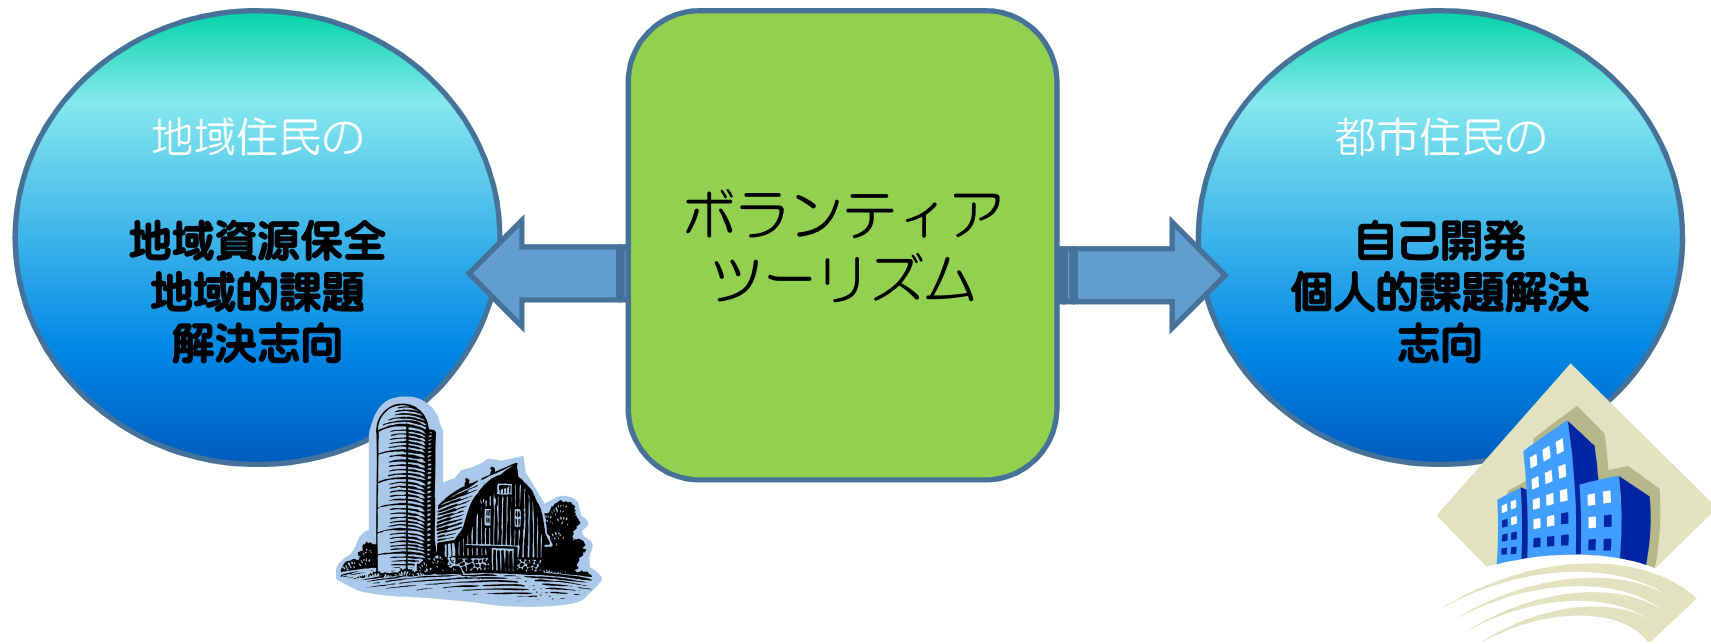 地域住民の
地域資源保全
地域的課題
解決志向
ボランティア
ツーリズム
都市住民の
自己開発
個人的課題解決
志向